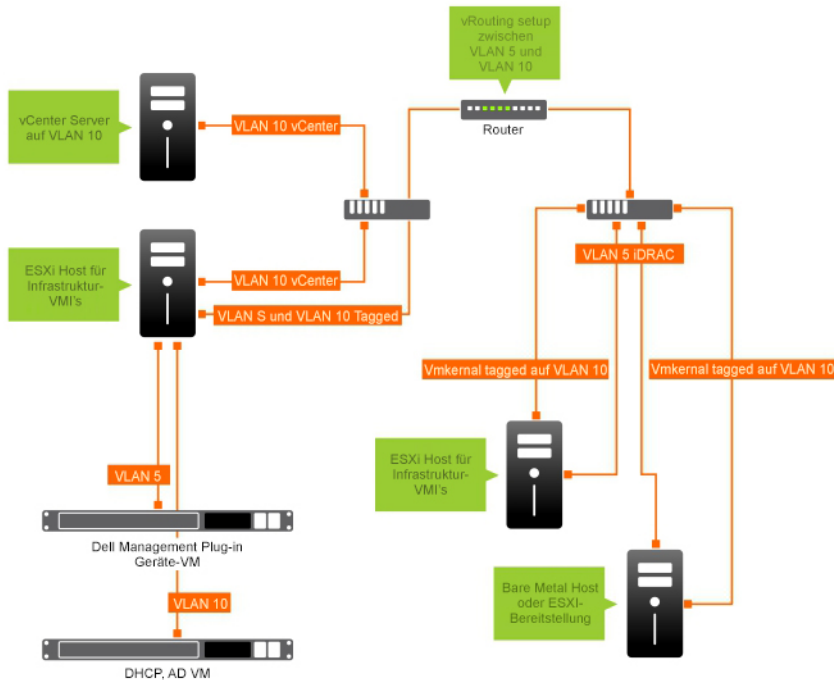 vRouting setup
zwischen
VLAN 5 und
VLAN 10
Router
vCenter Server
auf VLAN 10
VLAN 10 vCenter
ESXi Host für
Infrastruktur-
VMI's
VLAN 10 vCenter
VLAN S und VLAN 10 Tagged
VLAN 5 iDRAC
Vmkernal tagged auf VLAN 10
Vmkernal tagged auf VLAN 10
ESXi Host für
Infrastruktur-
VMI's
VLAN 5
Dell Management Plug-in
Geräte-VM
VLAN 10
DHCP, AD VM
Bare Metal Host
oder ESXI-
Bereitstellung